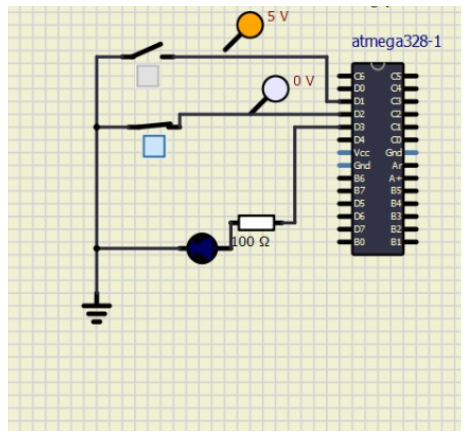 5 V
atmega328-1
0 V
C6 C5
D0 C4
D1 C3
D2 C2
D3 C1
D4 C0
Vcc Gnd
Gnd Ar
B6 A+
B7 B5
D5 B4
D6 B3
D7 B2
B0 B1
100 Ω